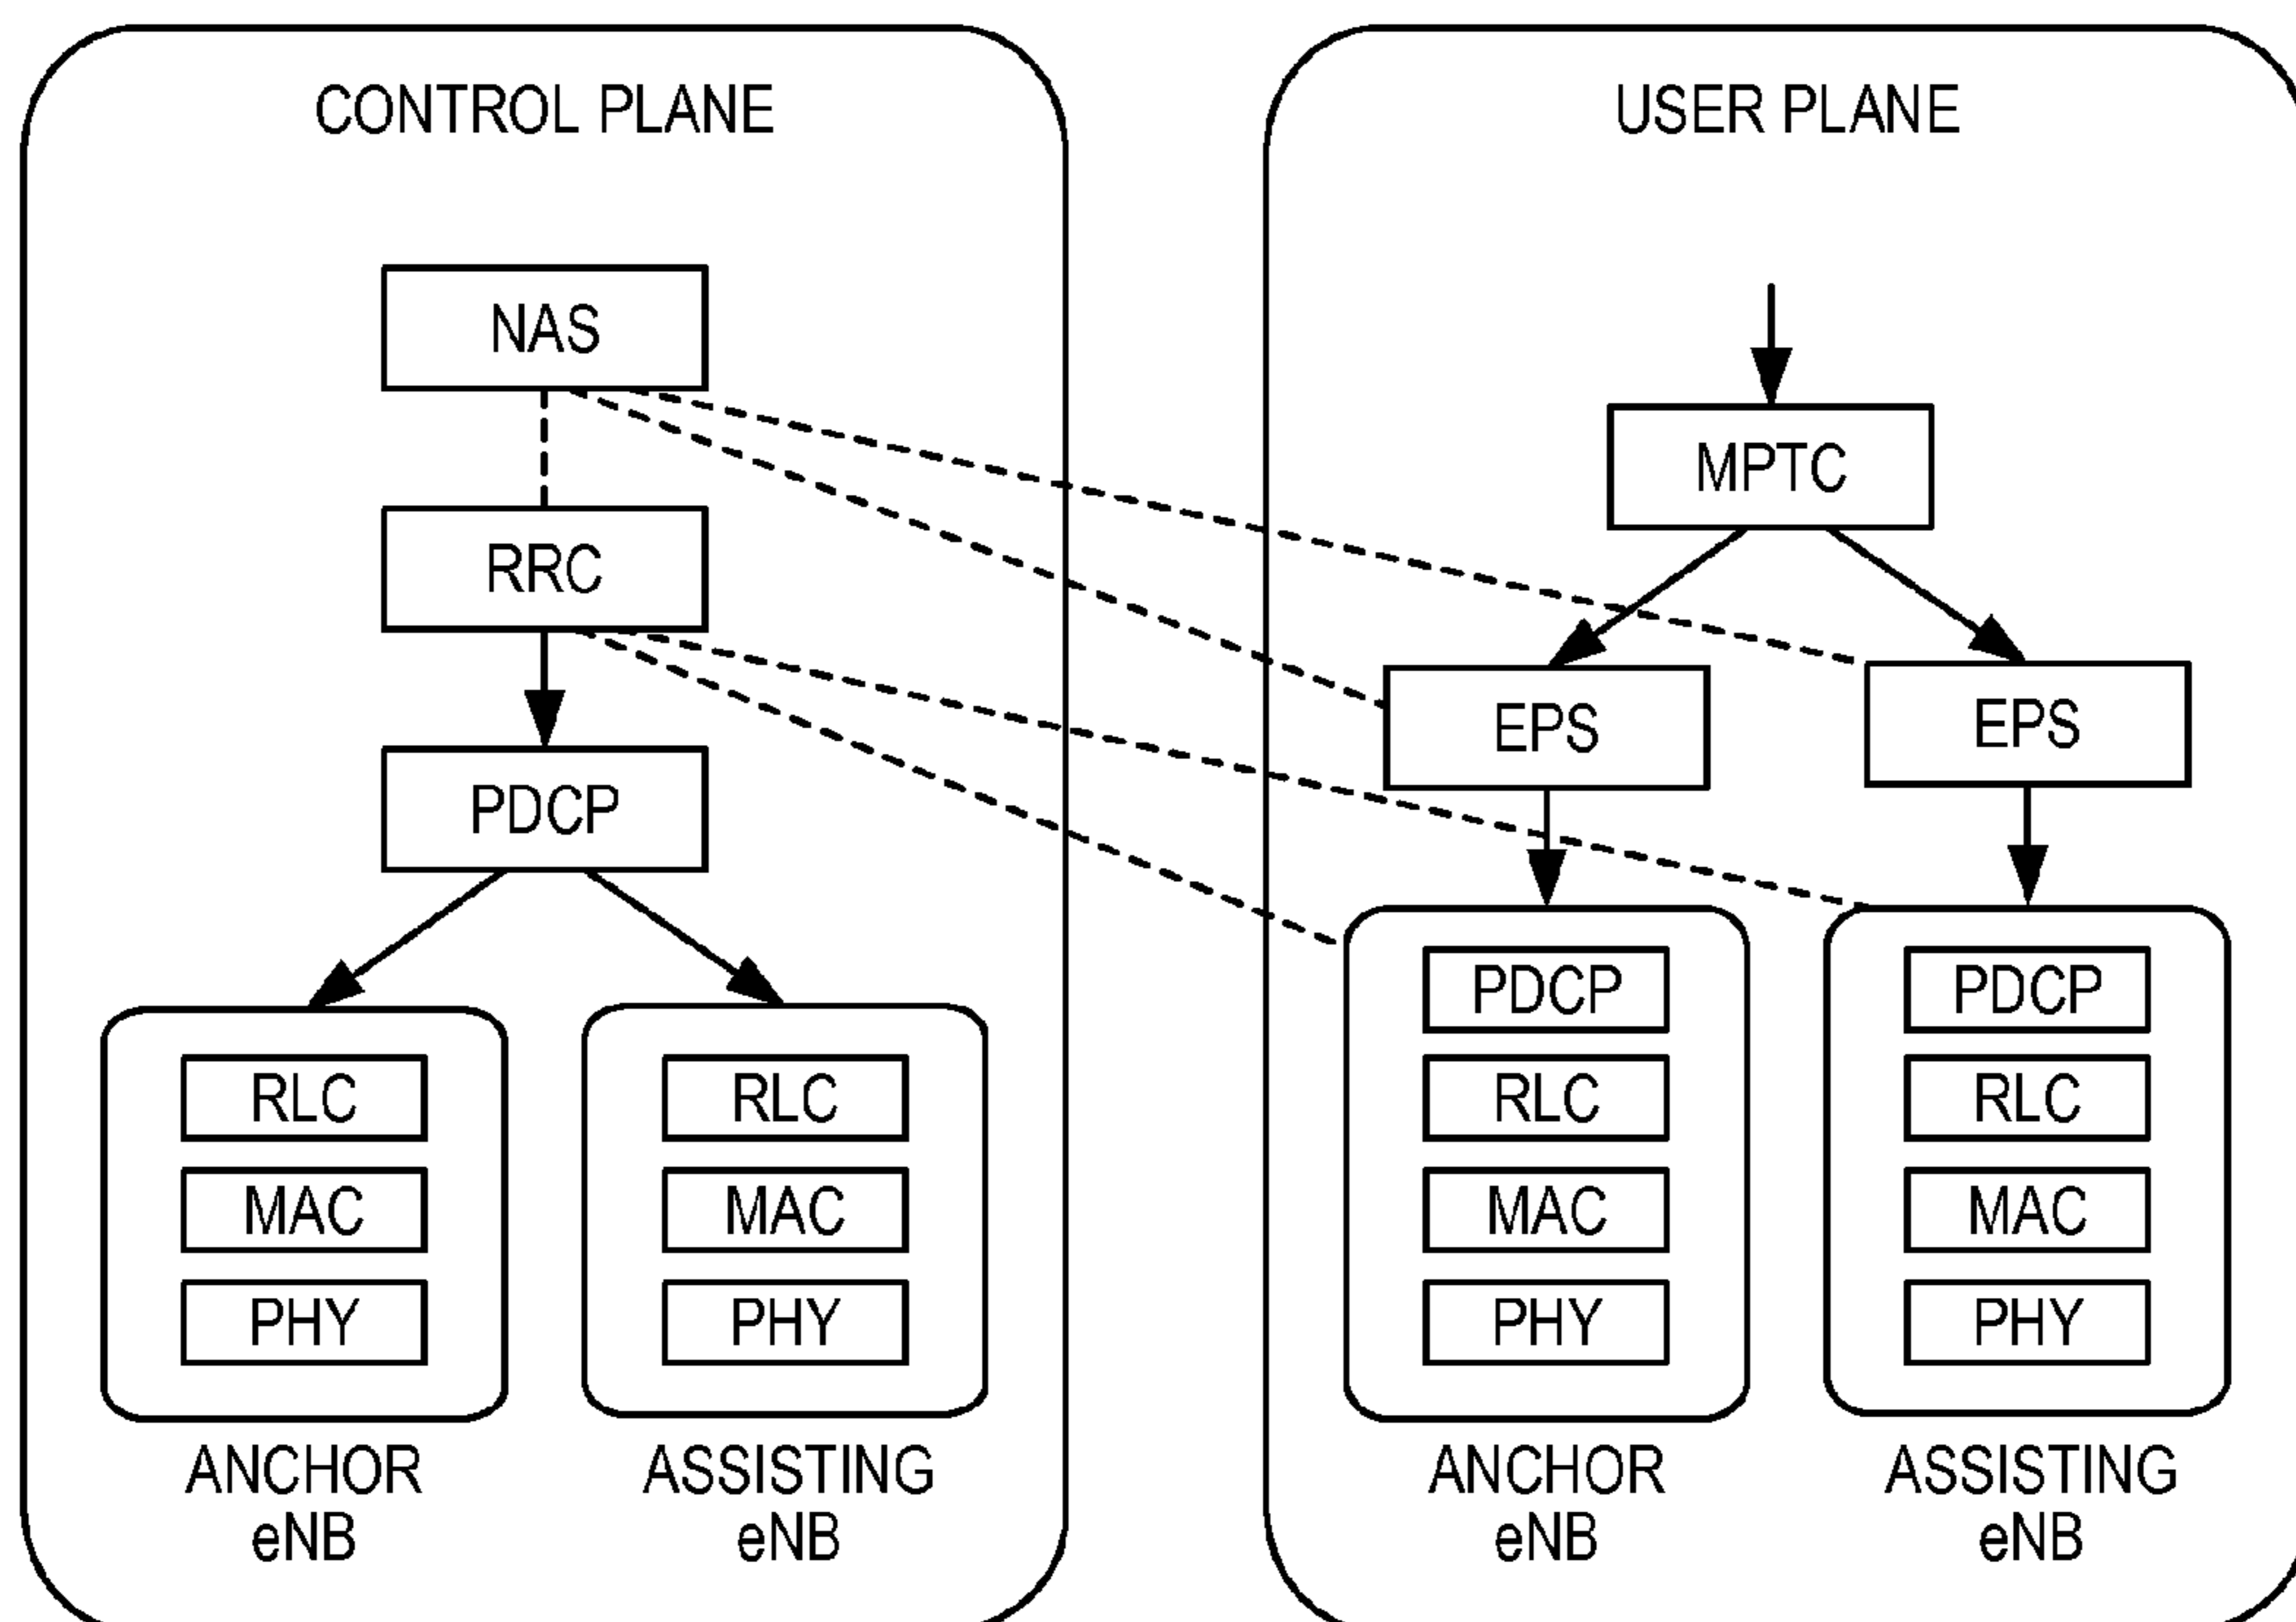 CONTROL PLANE
NAS
RRC
PDCP
RLC
MAC
PHY
ANCHOR
eNB
RLC
MAC
PHY
ASSISTING
eNB
USER PLANE
MPTC
EPS
EPS
PDCP
RLC
MAC
PHY
ANCHOR
eNB
PDCP
RLC
MAC
PHY
ASSISTING
eNB